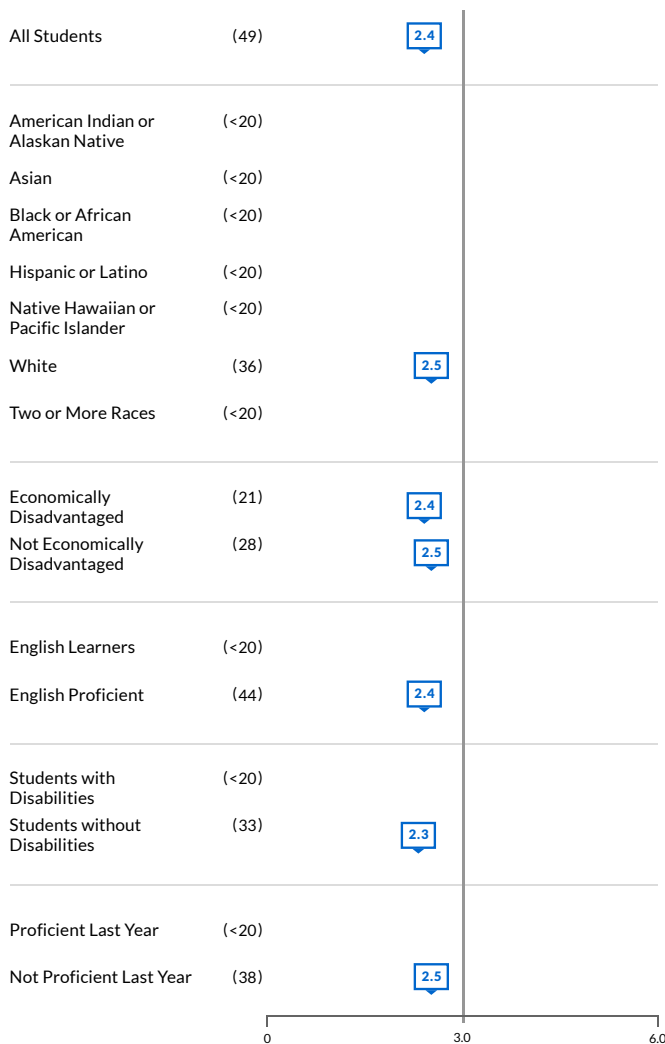 All Students (49) 2.4
American Indian or (<20)
Alaskan Native
Asian (<20)
Black or African (<20)
American
Hispanic or Latino (<20)
Native Hawaiian or (<20)
Pacific Islander
White (36) 2.5
Two or More Races (<20)
Economically (21) 2.4
Disadvantaged
Not Economically (28) 2.5
Disadvantaged
English Learners (<20)
English Proficient (44) 2.4
Students with (<20)
Disabilities
Students without (33) 2.3
Disabilities
Proficient Last Year (<20)
Not Proficient Last Year (38) 2.5
0 3.0 6.0